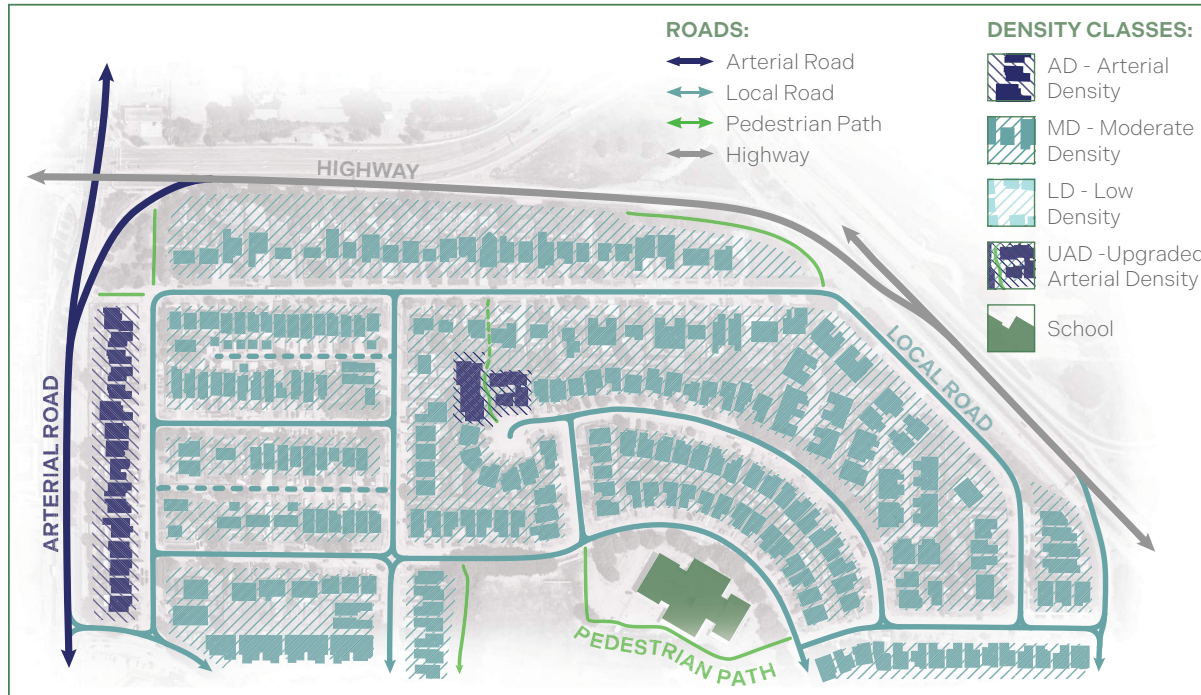 ROADS:
Arterial Road
Local Road
Pedestrian Path
Highway
DENSITY CLASSES:
AD - Arterial
Density
MD - Moderate
Density
LD - Low
Density
UAD -Upgraded
Arterial Density
School
HIGHWAY
LOCAL ROAD
ARTERIAL ROAD
PEDESTRIAN PATH